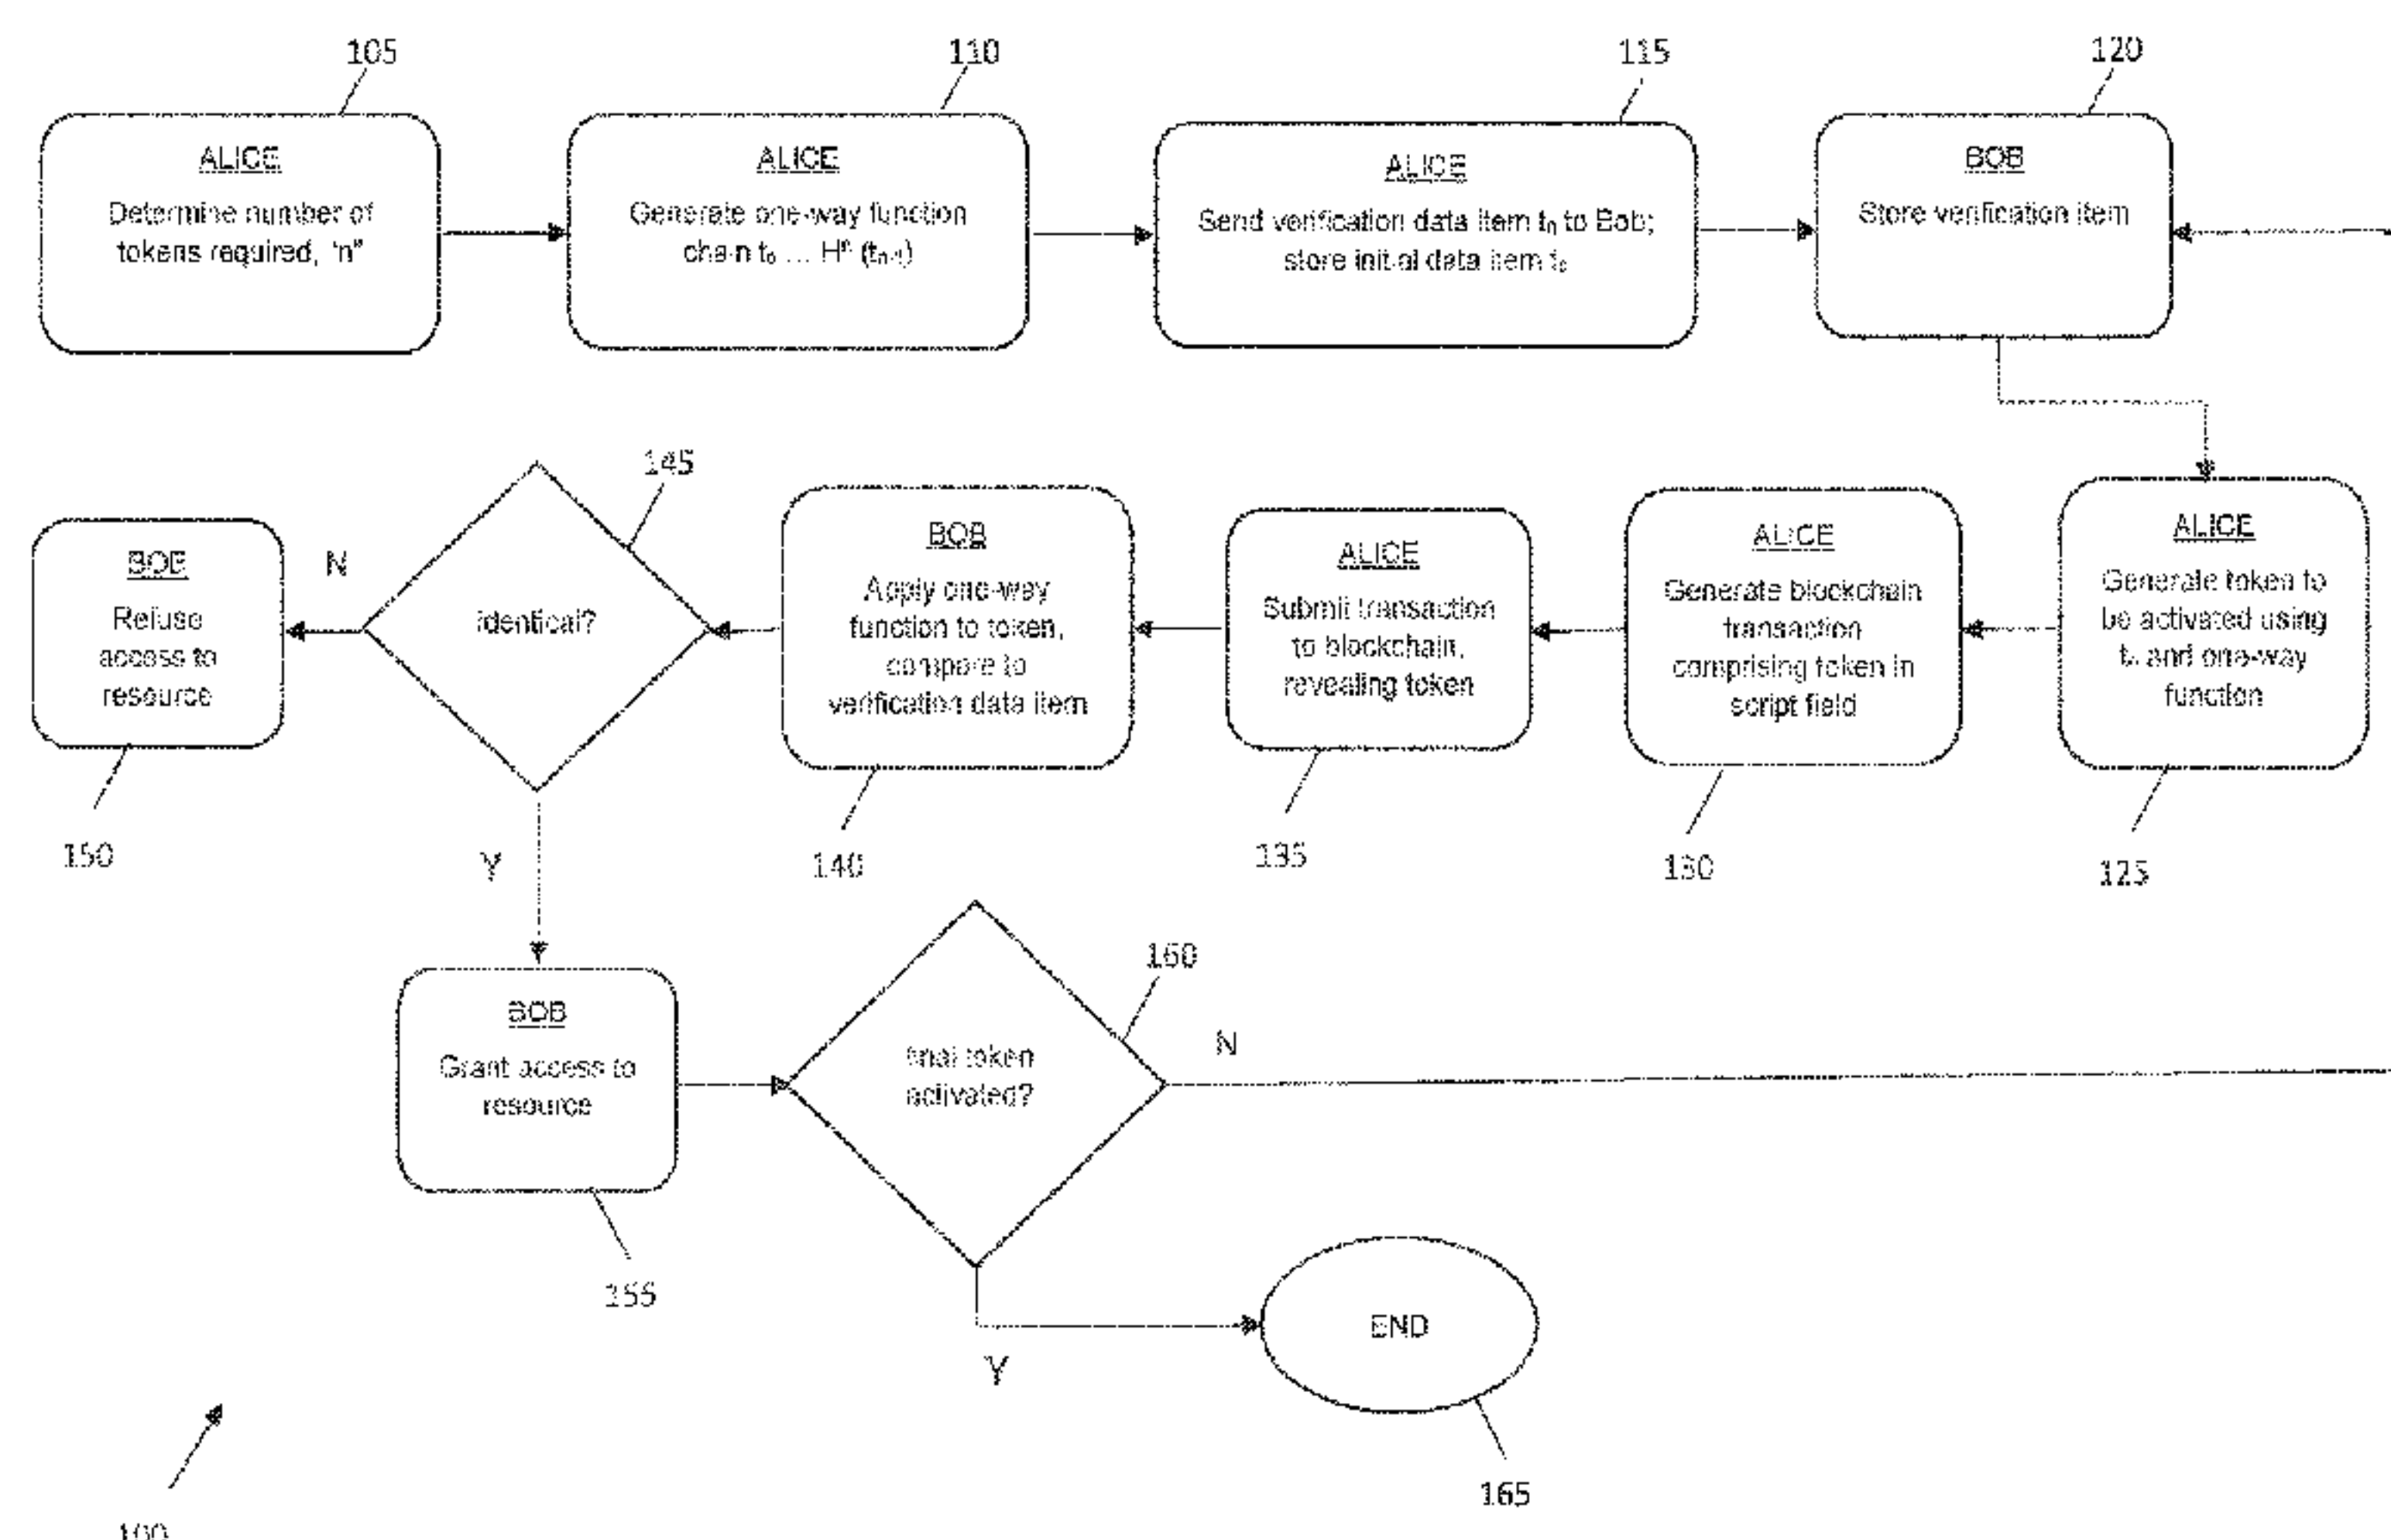 105
110
115
120
ALICE
Determine number of
tokens required, "n"
ALICE
Generate one-way function
chain t₀ ... Hⁿ (tₙ₋₁)
ALICE
Send verification data item tₙ to Bob;
store initial data item t₀
BOB
Store verification item
145
BOB
Refuse
access to
resource
N
identical?
BOB
Apply one-way
function to token,
compare to
verification data item
ALICE
Submit transaction
to blockchain,
revealing token
ALICE
Generate blockchain
transaction
comprising token in
script field
ALICE
Generate token to
be activated using
and one-way
function
150
Y
140
135
130
125
160
BOB
Grant access to
resource
final token
activated?
N
155
END
Y
165
100